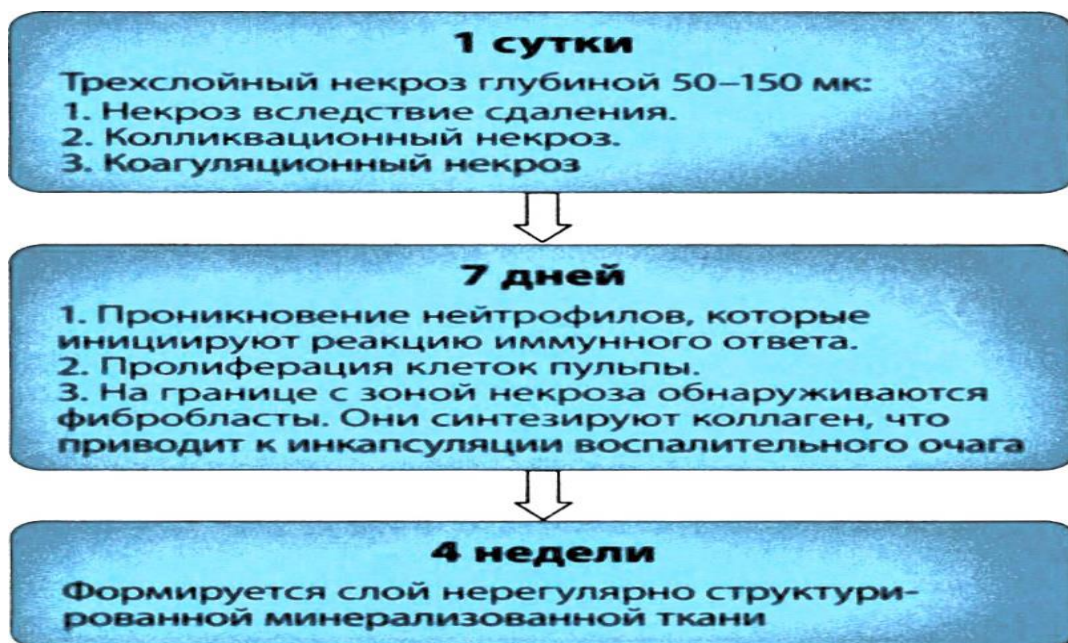 1 сутки
Трехслойный некроз глубиной 50–150 мк:
1. Некроз вследствие сдаления.
2. Колликвационный некроз.
3. Коагуляционный некроз
7 дней
1. Проникновение нейтрофилов, которые
инициируют реакцию иммунного ответа.
2. Пролиферация клеток пульпы.
3. На границе с зоной некроза обнаруживаются
фибробласты. Они синтезируют коллаген, что
приводит к инкапсуляции воспалительного очага
4 недели
Формируется слой нерегулярно структури-
рованной минерализованной ткани